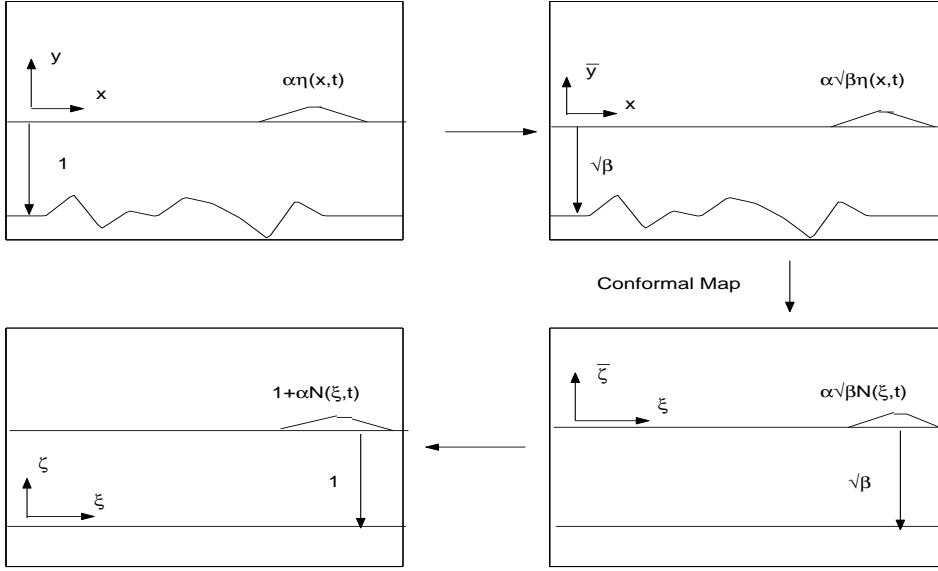 y
x
αη(x,t)
1
y̅
x
α√βη(x,t)
√β
Conformal Map
1+αN(ξ,t)
ζ
ξ
1
ζ̅
ξ
α√βN(ξ,t)
√β